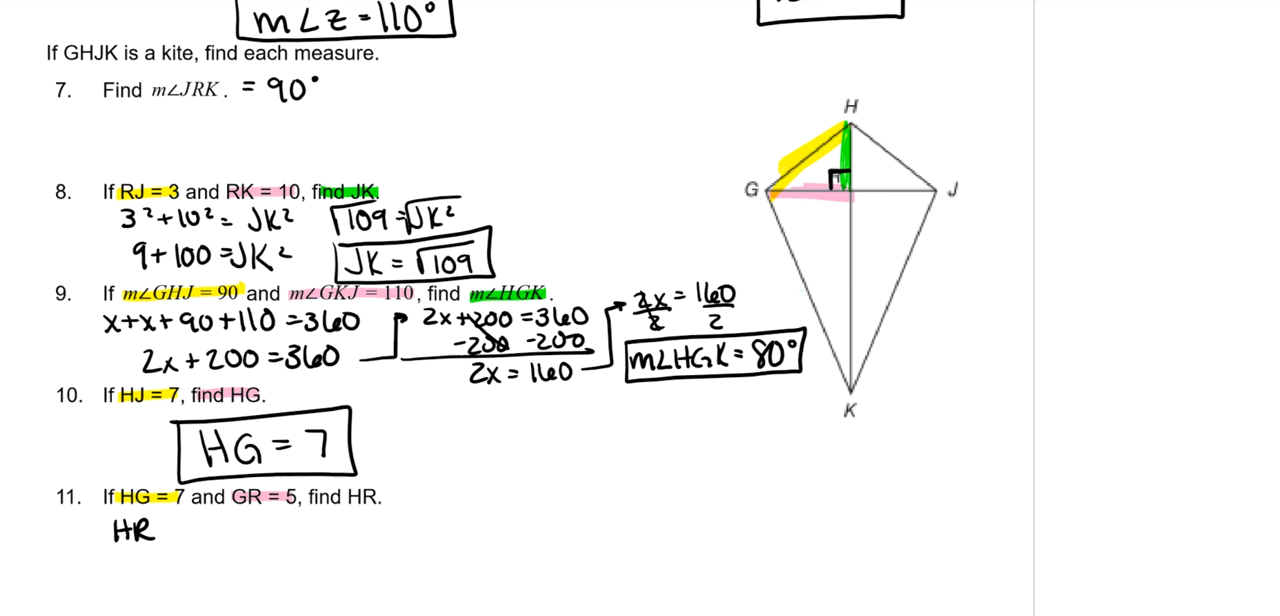 m∠Z = 110°
If GHJK is a kite, find each measure.
7. Find m∠JRK. = 90°
8. If RJ = 3 and RK = 10, find JK.
3² + 10² = JK² √109 = √JK²
9 + 100 = JK² JK = √109
9. If m∠GHJ = 90 and m∠GKJ = 110, find m∠HGK.
x + x + 90 + 110 = 360 2x + 200 = 360 2x = 160
2 2
2x + 200 = 360 -200 -200 m∠HGK = 80°
2x = 160
10. If HJ = 7, find HG.
HG = 7
11. If HG = 7 and GR = 5, find HR.
HR
H
G
J
K